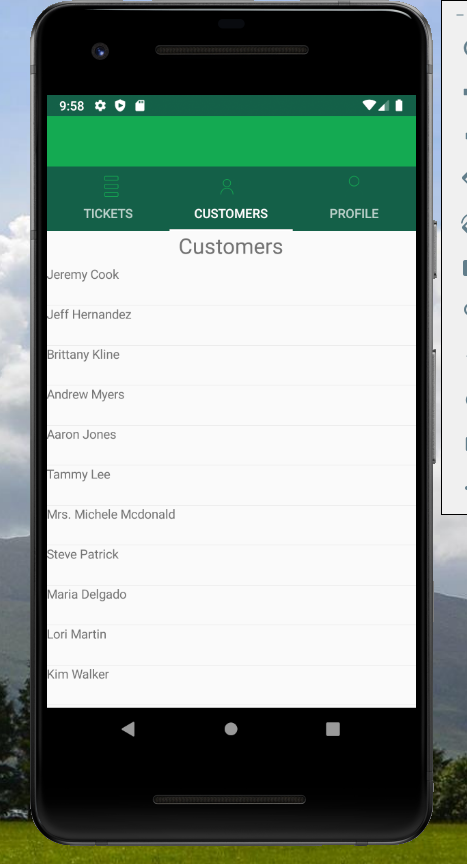 9:58
TICKETS CUSTOMERS PROFILE
Customers
Jeremy Cook
Jeff Hernandez
Brittany Kline
Andrew Myers
Aaron Jones
Tammy Lee
Mrs. Michele Mcdonald
Steve Patrick
Maria Delgado
Lori Martin
Kim Walker